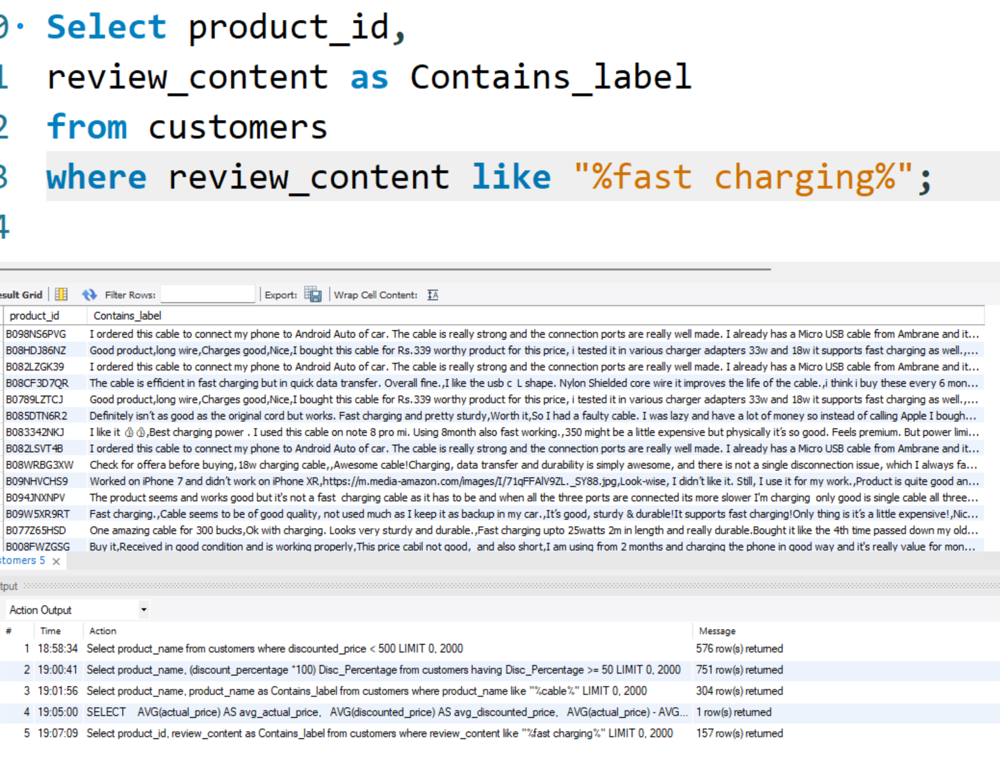 0 Select product_id,
1 review_content as Contains_label
2 from customers
3 where review_content like "%fast charging%";
4
esult Grid Filter Rows: Export: Wrap Cell Content: IA
product_id Contains_label
B098NS6PVG I ordered this cable to connect my phone to Android Auto of car. The cable is really strong and the connection ports are really well made. I already has a Micro USB cable from Ambrane and it...
B08HDJ86NZ Good product,long wire,Charges good,Nice,I bought this cable for Rs.339 worthy product for this price, i tested it in various charger adapters 33w and 18w it supports fast charging as well.,...
B082LZGK39 I ordered this cable to connect my phone to Android Auto of car. The cable is really strong and the connection ports are really well made. I already has a Micro USB cable from Ambrane and it...
B08CF3D7QR The cable is efficient in fast charging but in quick data transfer. Overall fine.,I like the usb c L shape. Nylon Shielded core wire it improves the life of the cable.,i think i buy these every 6 mon...
B0789LZTCJ Good product,long wire,Charges good,Nice,I bought this cable for Rs.339 worthy product for this price, i tested it in various charger adapters 33w and 18w it supports fast charging as well.,...
B085DTN6R2 Definitely isn't as good as the original cord but works. Fast charging and pretty sturdy,Worth it,So I had a faulty cable. I was lazy and have a lot of money so instead of calling Apple I bough...
B083342NKJ I like it 👍👍,Best charging power . I used this cable on note 8 pro mi. Using 8month also fast working.,350 might be a little expensive but physically it's so good. Feels premium. But power limi...
B082LSVT4B I ordered this cable to connect my phone to Android Auto of car. The cable is really strong and the connection ports are really well made. I already has a Micro USB cable from Ambrane and it...
B08WRBG3XW Check for offera before buying,18w charging cable,,Awesome cable!Charging, data transfer and durability is simply awesome, and there is not a single disconnection issue, which I always fa...
B09NHVCHS9 Worked on iPhone 7 and didn't work on iPhone XR,https://m.media-amazon.com/images/I/71qFFAlV9ZL._SY88.jpg,Look-wise, I didn't like it. Still, I use it for my work.,Product is quite good an...
B094JNXNPV The product seems and works good but it's not a fast  charging cable as it has to be and when all the three ports are connected its more slower I'm charging  only good is single cable all three...
B09W5XR9RT Fast charging.,Cable seems to be of good quality, not used much as I keep it as backup in my car.,It's good, sturdy & durable!It supports fast charging!Only thing is it's a little expensive!,Nic...
B077Z65HSD One amazing cable for 300 bucks,Ok with charging. Looks very sturdy and durable.,Fast charging upto 25watts 2m in length and really durable.Bought it like the 4th time passed down my old...
B008FWZGSG Buy it,Received in good condition and is working properly,This price cabil not good,  and also short,I am using from 2 months and charging the phone in good way and it's really value for mon...
stomers 5
tput
Action Output
# Time Action Message
1 18:58:34 Select product_name from customers where discounted_price < 500 LIMIT 0, 2000 576 row(s) returned
2 19:00:41 Select product_name, (discount_percentage *100) Disc_Percentage from customers having Disc_Percentage >= 50 LIMIT 0, 2000 751 row(s) returned
3 19:01:56 Select product_name, product_name as Contains_label from customers where product_name like "%cable%" LIMIT 0, 2000 304 row(s) returned
4 19:05:00 SELECT AVG(actual_price) AS avg_actual_price, AVG(discounted_price) AS avg_discounted_price, AVG(actual_price) - AVG... 1 row(s) returned
5 19:07:09 Select product_id, review_content as Contains_label from customers where review_content like "%fast charging%" LIMIT 0, 2000 157 row(s) returned